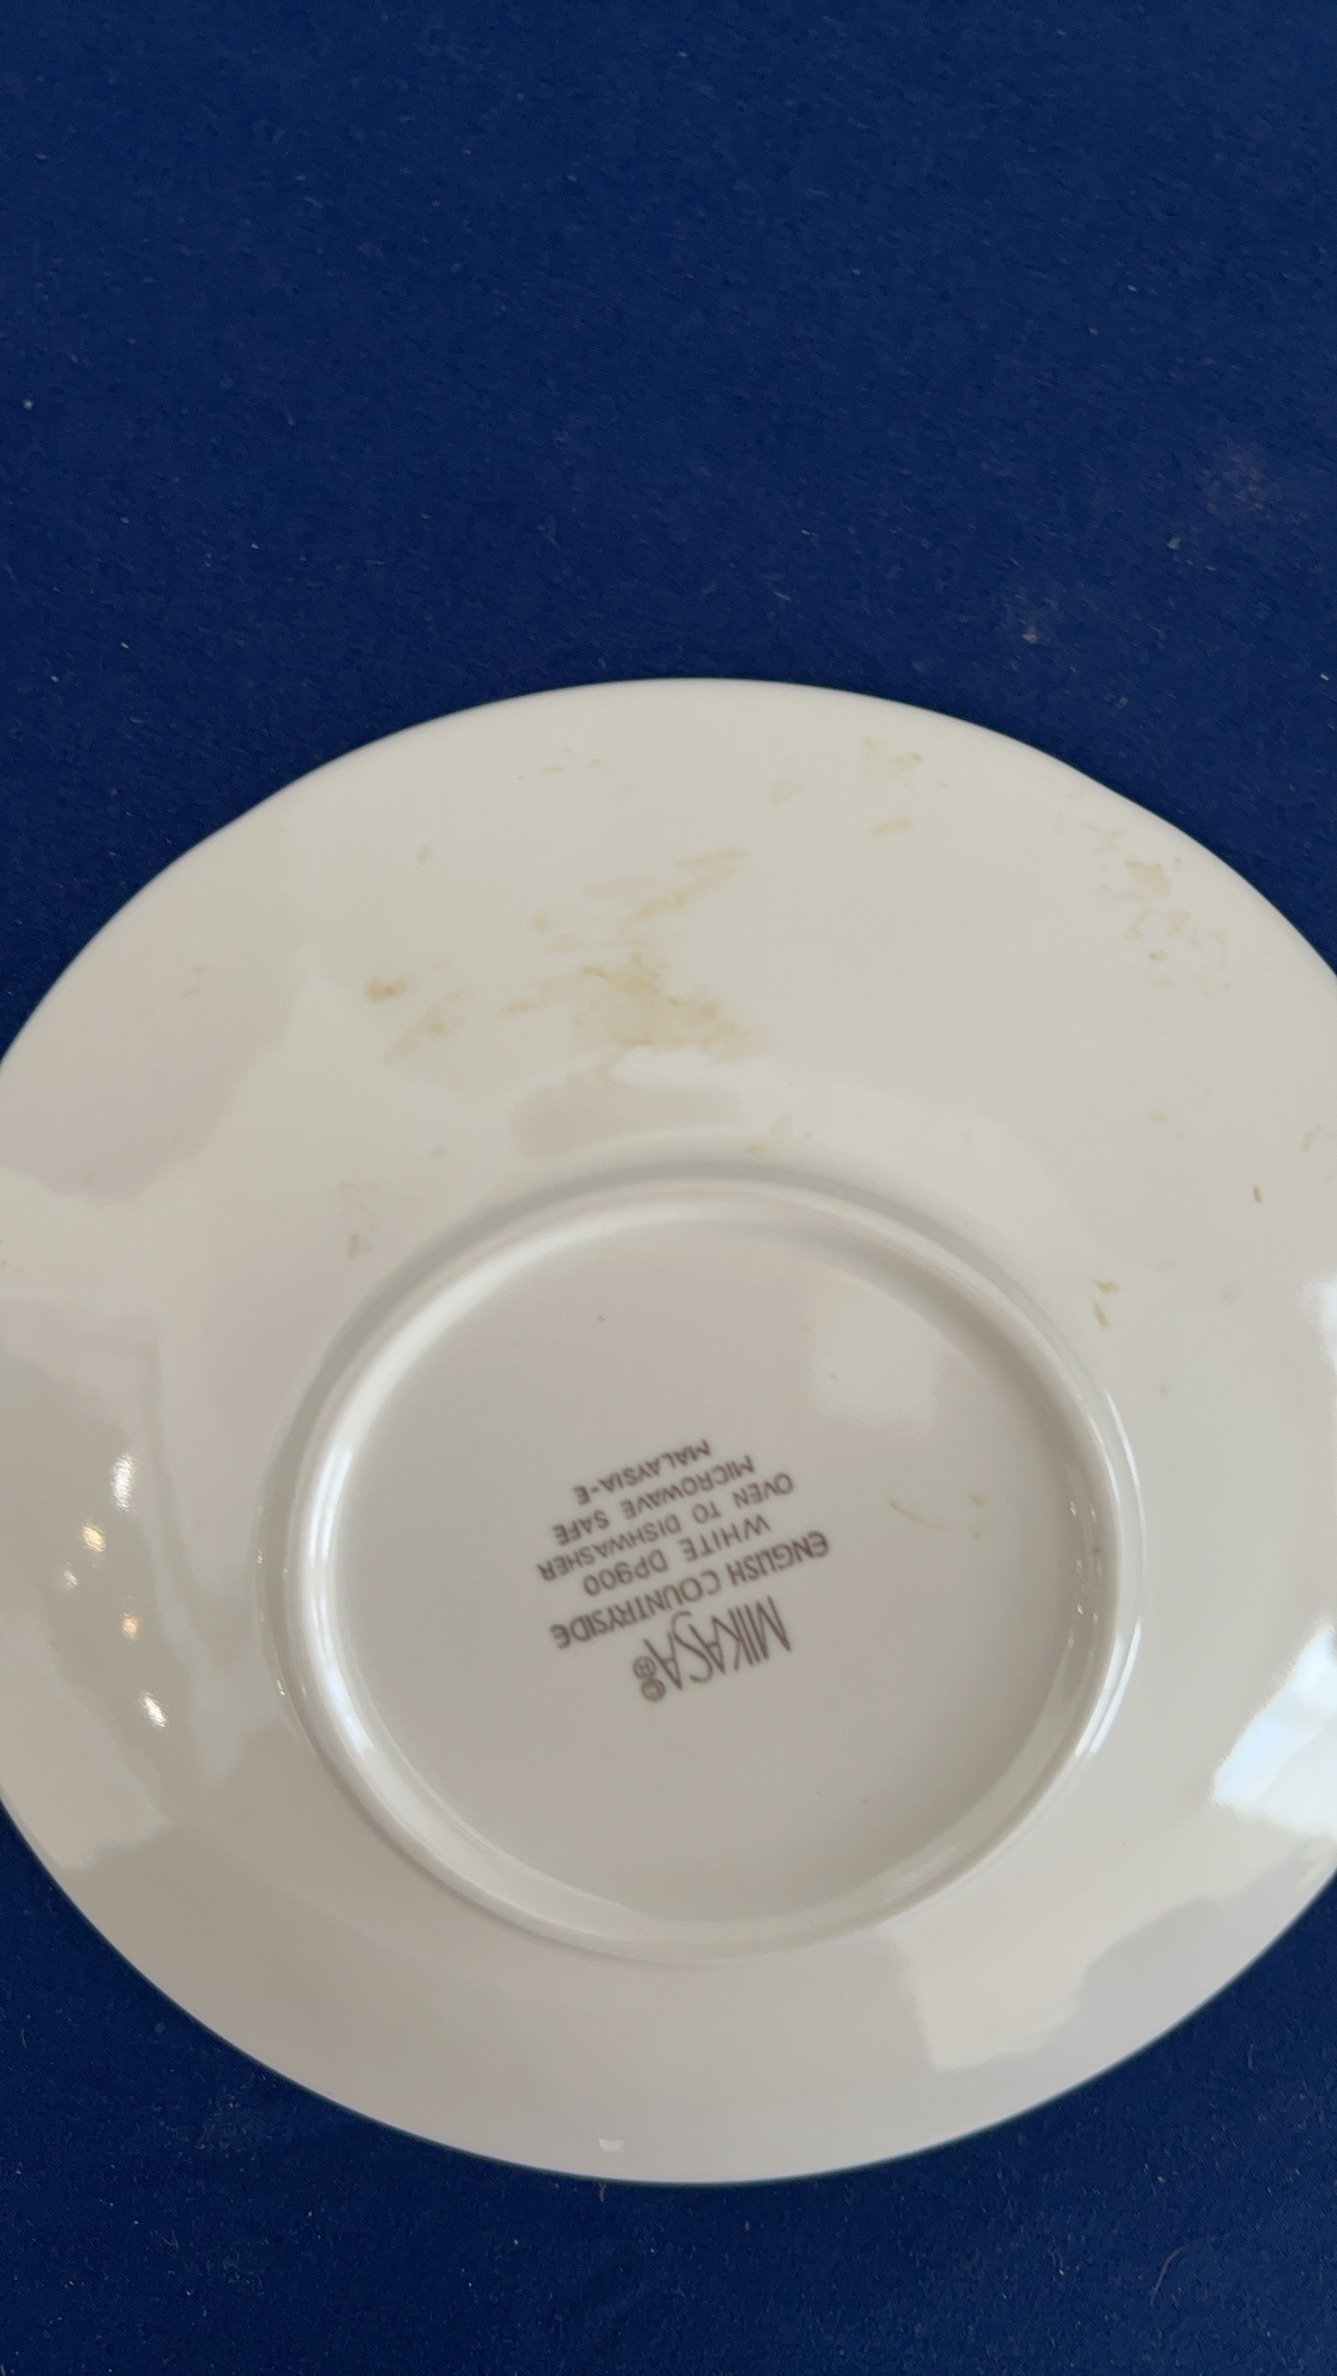 MIKASA®©
ENGLISH COUNTRYSIDE
WHITE DP900
OVEN TO DISHWASHER
MICROWAVE SAFE
MALAYSIA-E